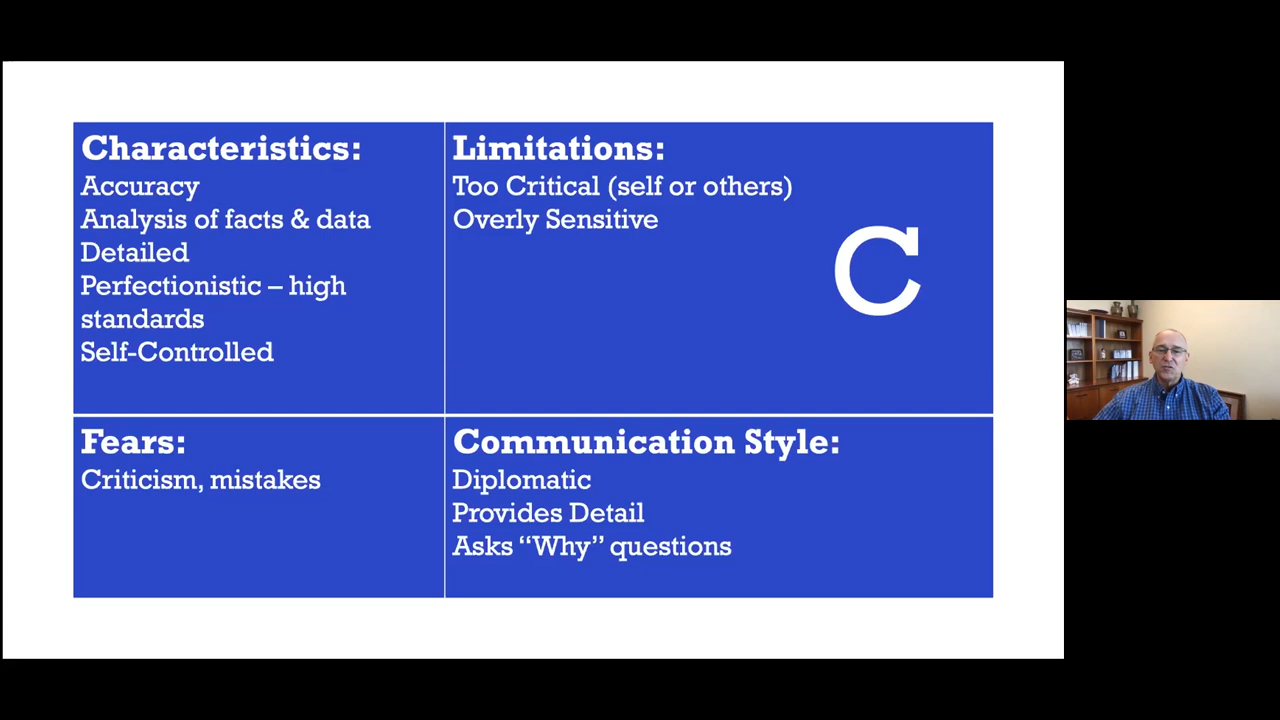 Characteristics:
Accuracy
Analysis of facts & data
Detailed
Perfectionistic – high
standards
Self-Controlled
Limitations:
Too Critical (self or others)
Overly Sensitive
C
Fears:
Criticism, mistakes
Communication Style:
Diplomatic
Provides Detail
Asks “Why” questions